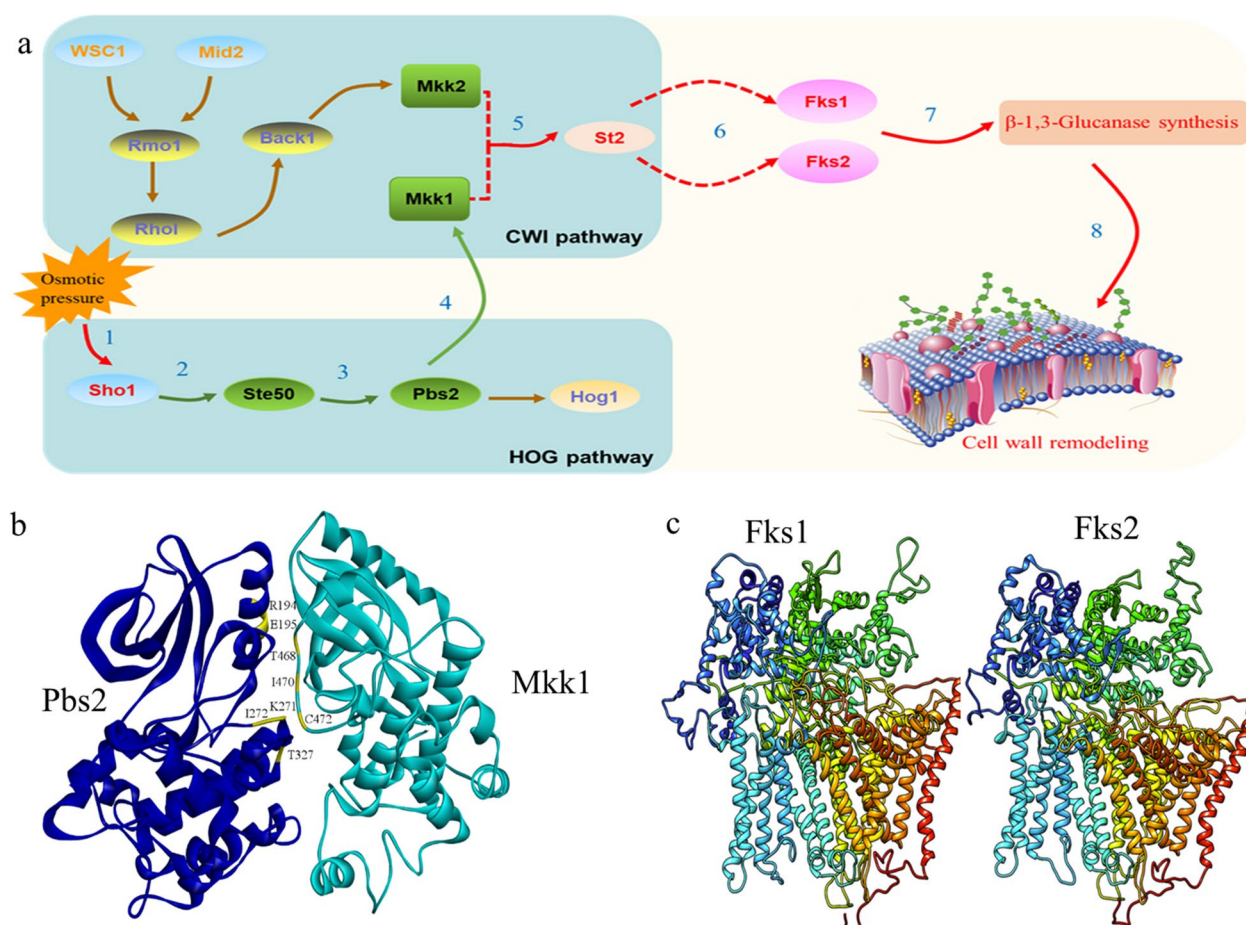 a
WSC1
Mid2
Mkk2
Fks1
Rmo1
Back1
5
St2
6
7
β-1,3-Glucanase synthesis
Fks2
Mkk1
Rhol
CWI pathway
8
Osmotic
pressure
4
1
2
3
Sho1
Ste50
Pbs2
Hog1
Cell wall remodeling
HOG pathway
b
c
Fks1
Fks2
R194
E195
T468
I470
Pbs2
Mkk1
K271
I272
C472
T327